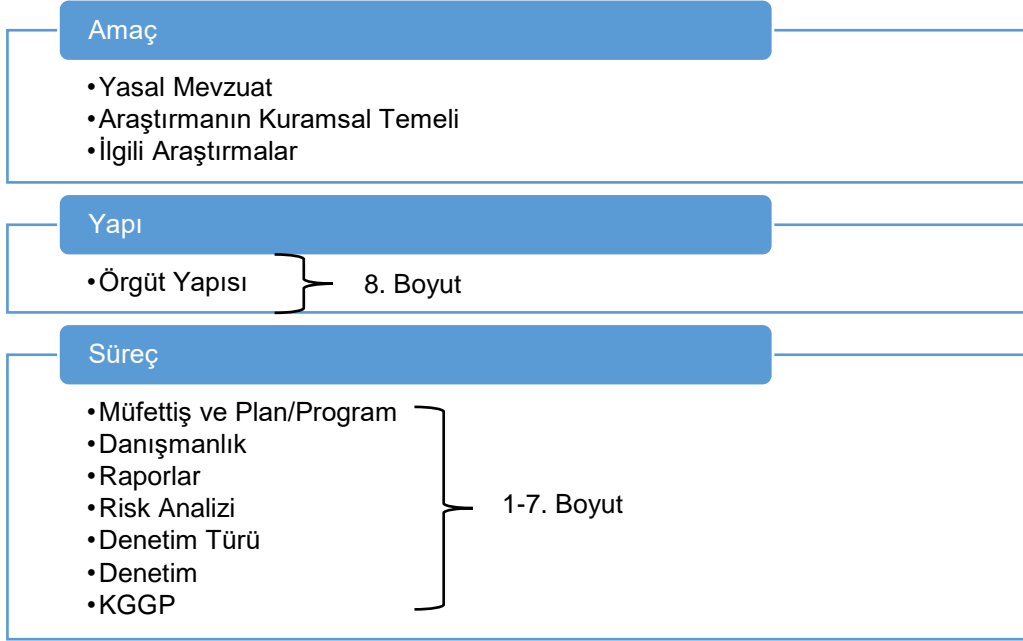 Amaç
•Yasal Mevzuat
•Araştırmanın Kuramsal Temeli
•İlgili Araştırmalar
Yapı
•Örgüt Yapısı
8. Boyut
Süreç
•Müfettiş ve Plan/Program
•Danışmanlık
•Raporlar
•Risk Analizi
1-7. Boyut
•Denetim Türü
•Denetim
•KGGP